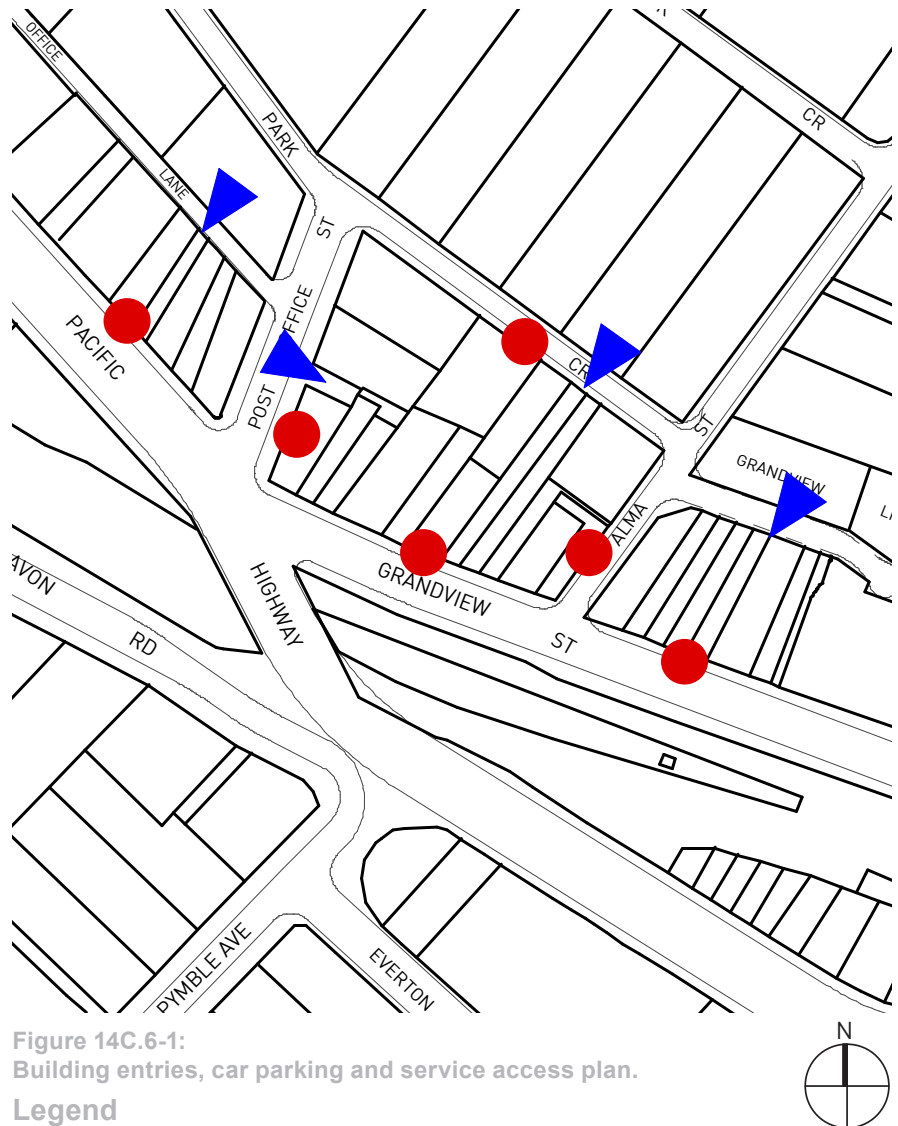 OFFICE
LANE
PARK
CR
ST
PACIFIC
POST
FFICE
CR
ST
GRANDVIEW
LI
ALMA
GRANDVIEW
ST
HIGHWAY
AVON
RD
PYMBLE AVE
EVERTON
Figure 14C.6-1:
Building entries, car parking and service access plan.
Legend
N